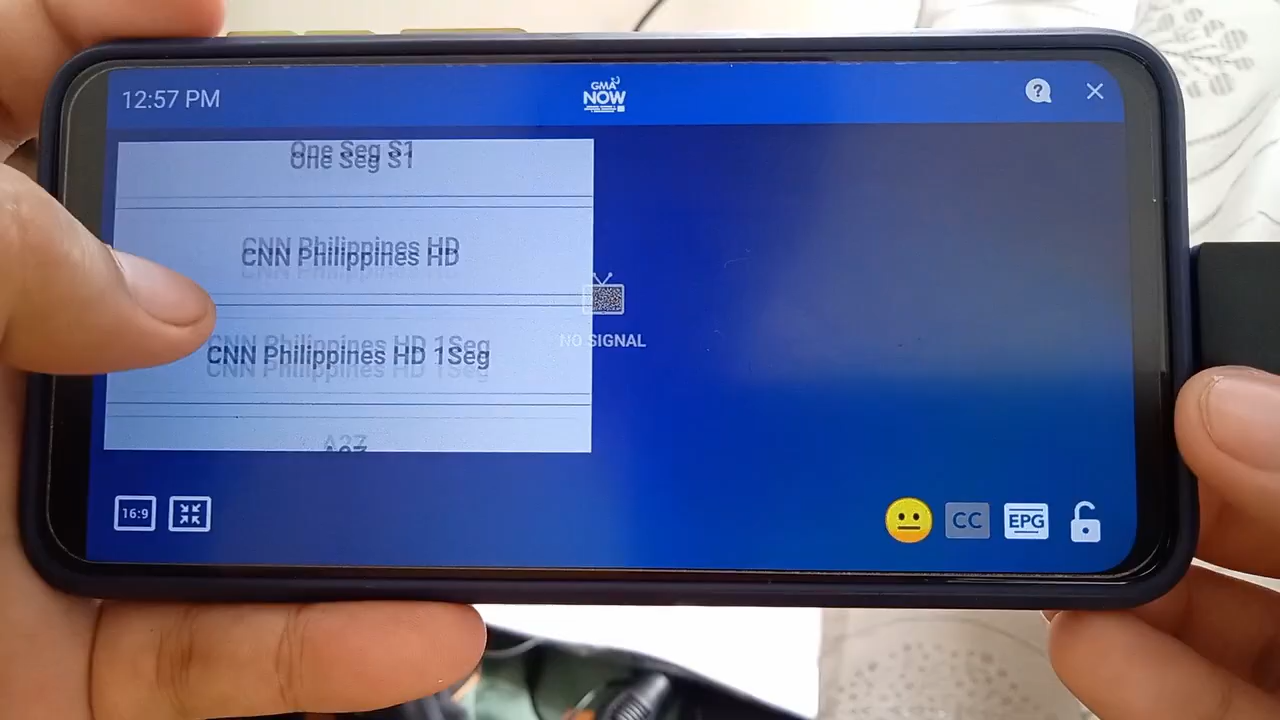 12:57 PM
GMA
NOW
?
One Seg S1
CNN Philippines HD
CNN Philippines HD 1Seg
A2Z
NO SIGNAL
16:9
CC
EPG